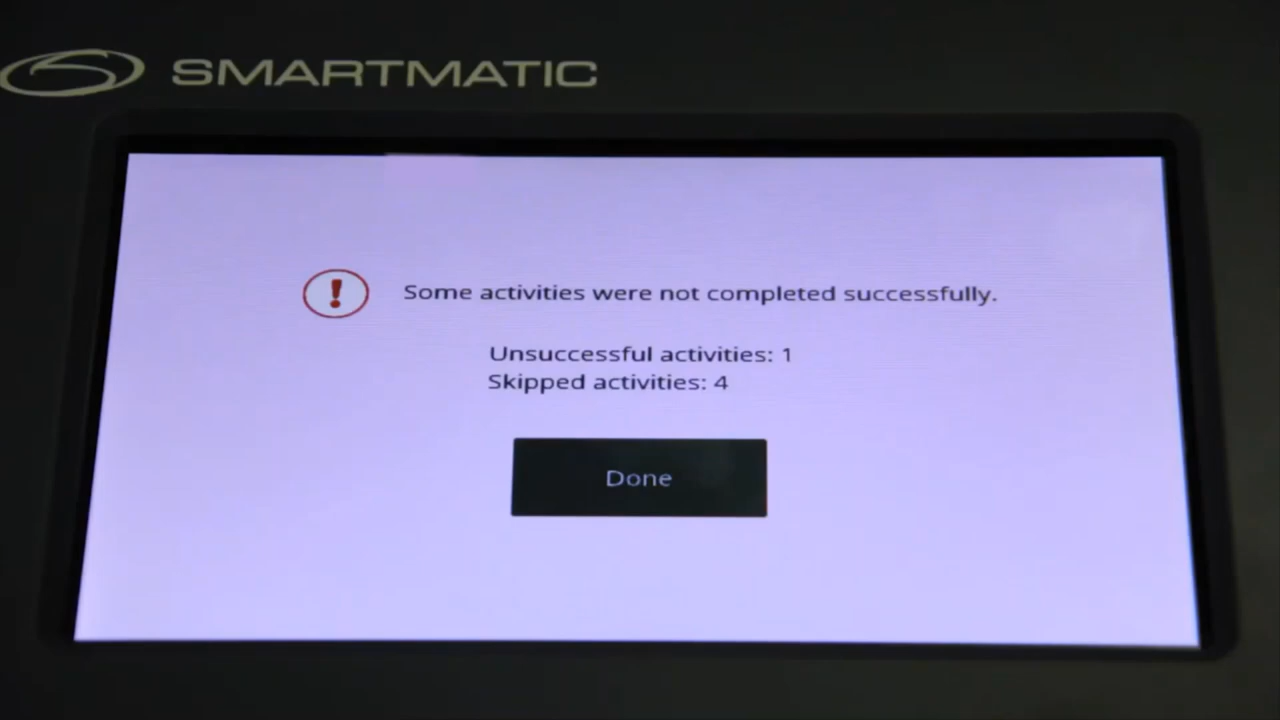 SMARTMATIC
Some activities were not completed successfully.
Unsuccessful activities: 1
Skipped activities: 4
Done